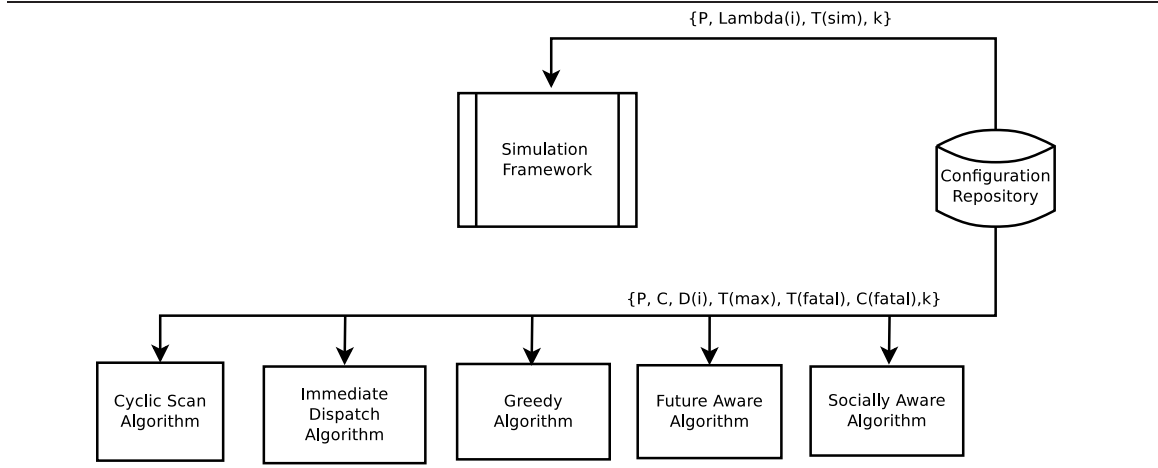 {P, Lambda(i), T(sim), k}
Simulation
Framework
Configuration
Repository
{P, C, D(i), T(max), T(fatal), C(fatal),k}
Cyclic Scan
Algorithm
Immediate
Dispatch
Algorithm
Greedy
Algorithm
Future Aware
Algorithm
Socially Aware
Algorithm